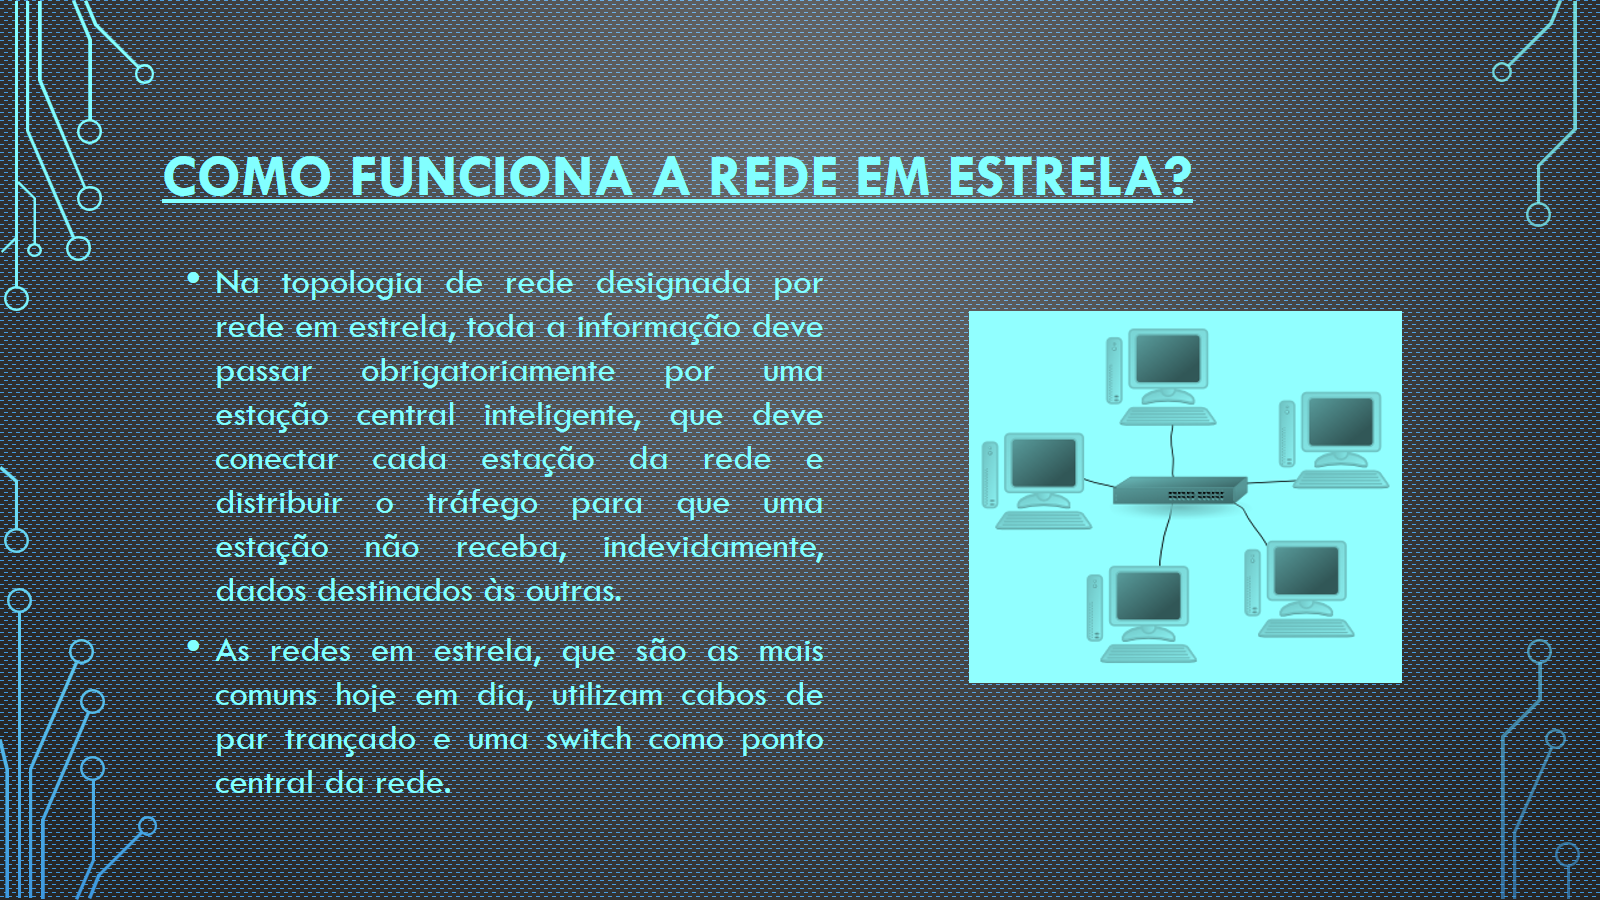 COMO FUNCIONA A REDE EM ESTRELA?
• Na topologia de rede designada por
rede em estrela, toda a informação deve
passar obrigatoriamente por uma
estação central inteligente, que deve
conectar cada estação da rede e
distribuir o tráfego para que uma
estação não receba, indevidamente,
dados destinados às outras.
• As redes em estrela, que são as mais
comuns hoje em dia, utilizam cabos de
par trançado e uma switch como ponto
central da rede.